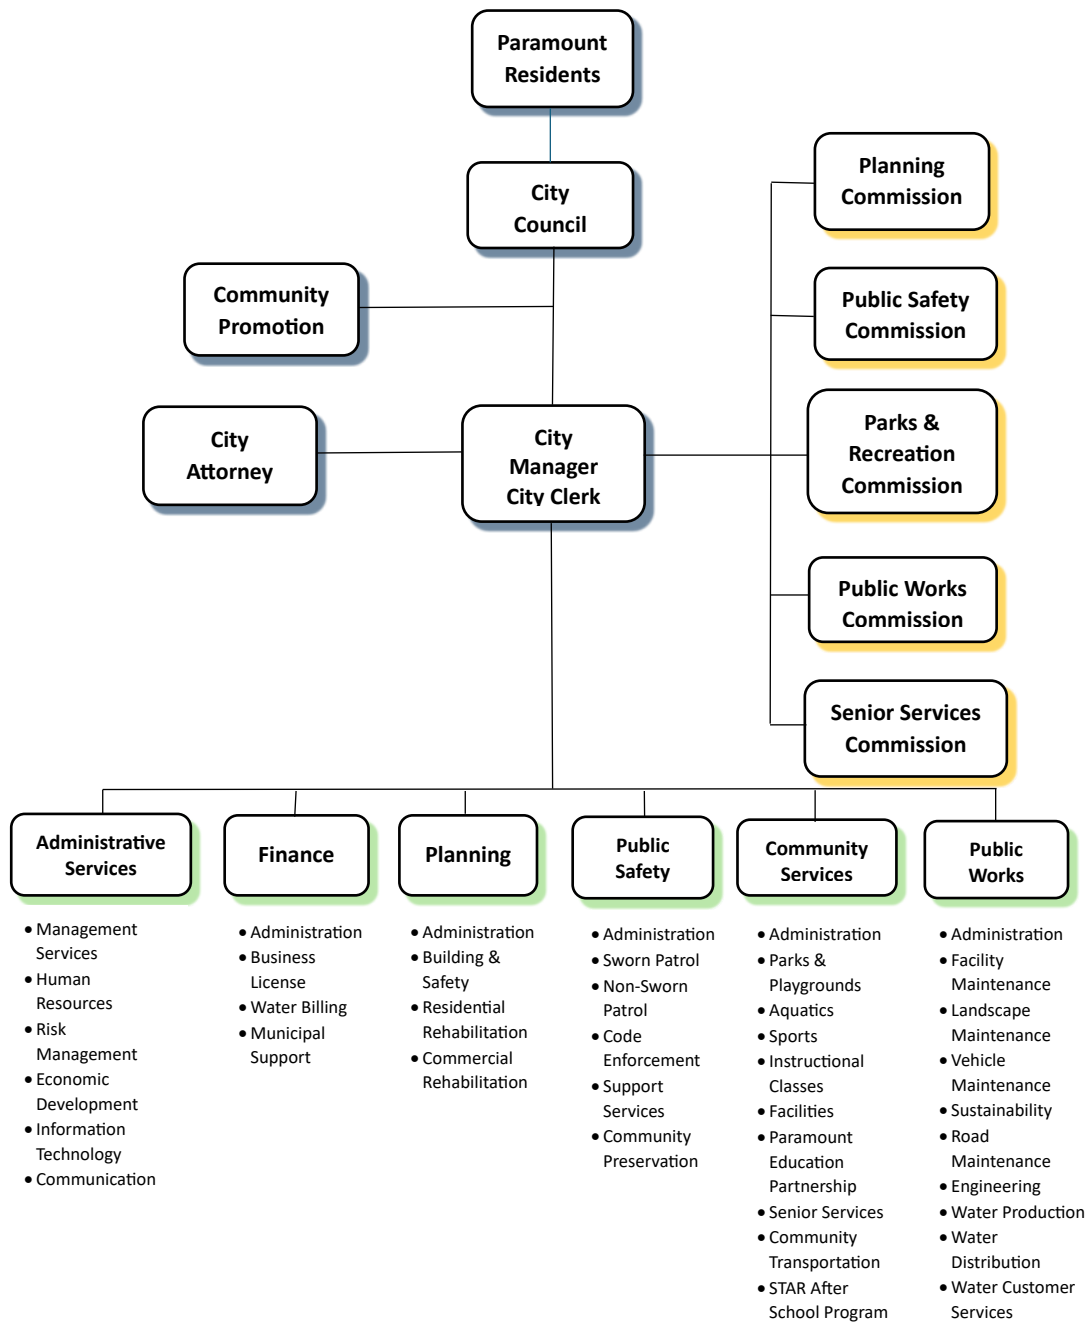 Paramount
Residents
City
Council
Community
Promotion
City
Attorney
City
Manager
City Clerk
Planning
Commission
Public Safety
Commission
Parks &
Recreation
Commission
Public Works
Commission
Senior Services
Commission
Administrative
Services
• Management
Services
• Human
Resources
• Risk
Management
• Economic
Development
• Information
Technology
• Communication
Finance
• Administration
• Business
License
• Water Billing
• Municipal
Support
Planning
• Administration
• Building &
Safety
• Residential
Rehabilitation
• Commercial
Rehabilitation
Public
Safety
• Administration
• Sworn Patrol
• Non-Sworn
Patrol
• Code
Enforcement
• Support
Services
• Community
Preservation
Community
Services
• Administration
• Parks &
Playgrounds
• Aquatics
• Sports
• Instructional
Classes
• Facilities
• Paramount
Education
Partnership
• Senior Services
• Community
Transportation
• STAR After
School Program
Public
Works
• Administration
• Facility
Maintenance
• Landscape
Maintenance
• Vehicle
Maintenance
• Sustainability
• Road
Maintenance
• Engineering
• Water Production
• Water
Distribution
• Water Customer
Services